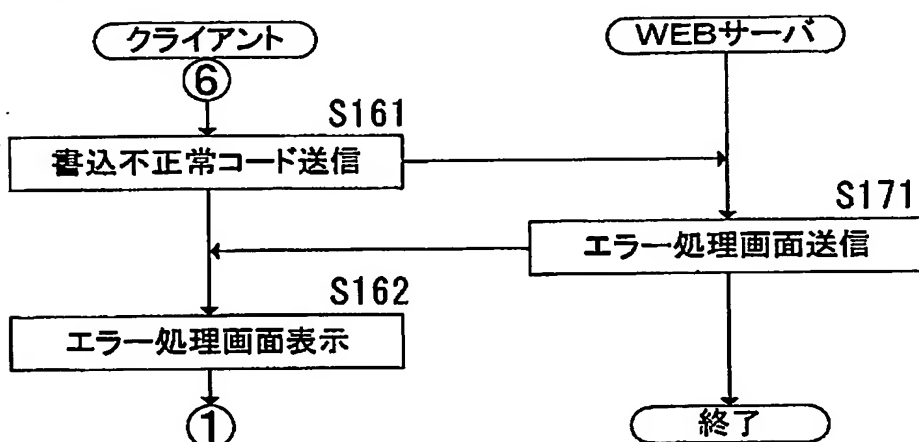 クライアント
WEBサーバ
6
S161
書込不正常コード送信
S171
エラー処理画面送信
S162
エラー処理画面表示
1
終了